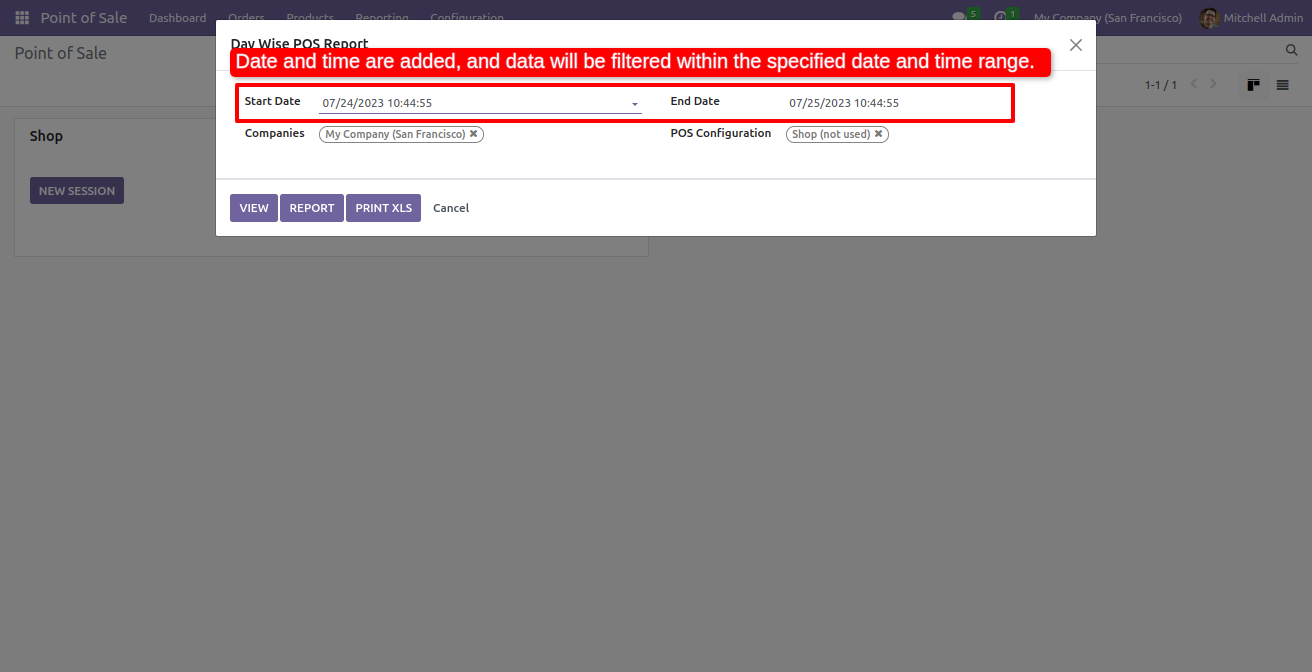 Point of Sale Dashboard Orders Products Reporting Configuration 5 1 My Company (San Francisco) Mitchell Admin
Point of Sale
Day Wise POS Report
Date and time are added, and data will be filtered within the specified date and time range.
1-1 / 1
Start Date 07/24/2023 10:44:55 End Date 07/25/2023 10:44:55
Companies My Company (San Francisco) ✖ POS Configuration Shop (not used) ✖
Shop
NEW SESSION
VIEW REPORT PRINT XLS Cancel